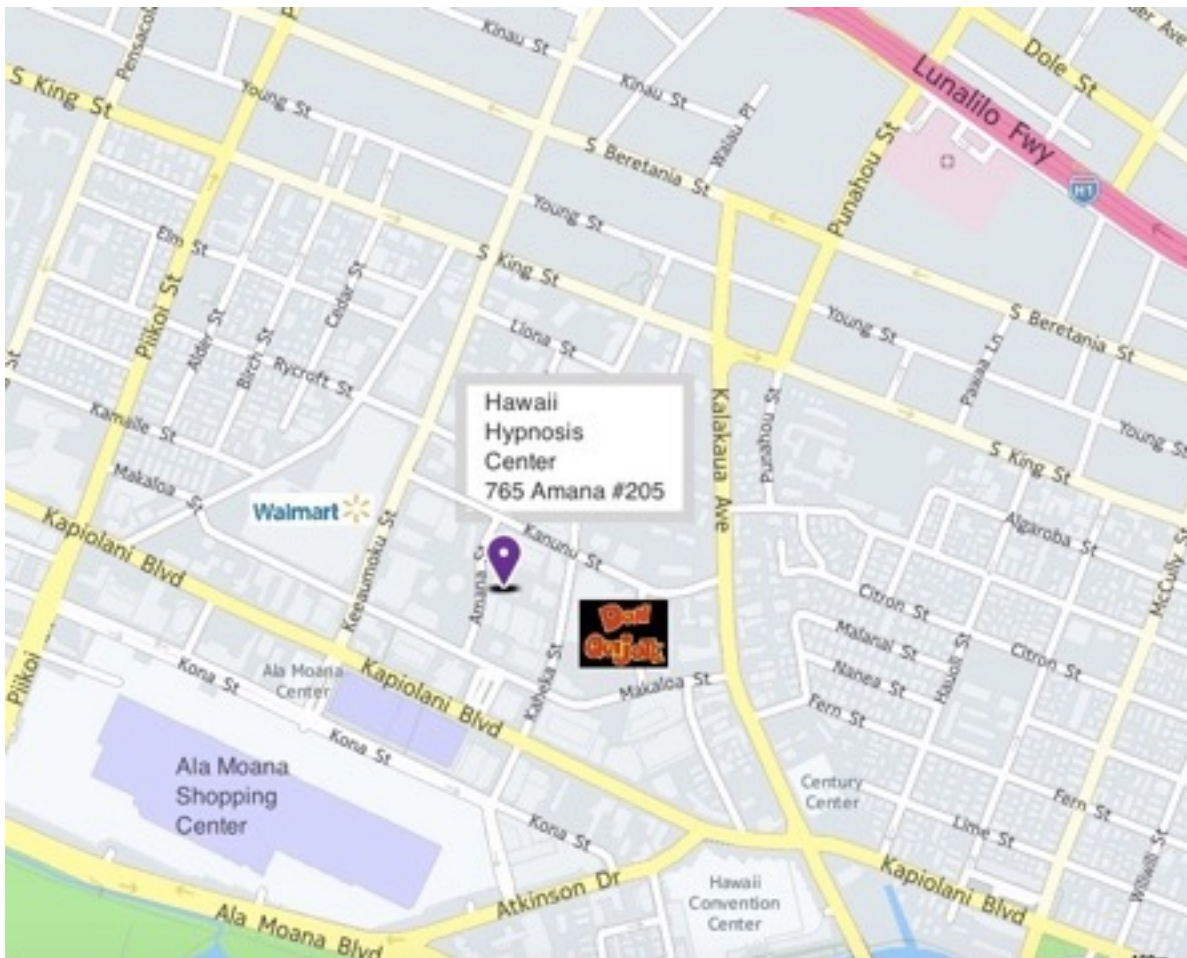 Pensacol
Kinau St
Dole St
S King St
Young St
Kinau St
Lunalilo Fwy
Waiau Pl
Punahou St
S Beretania St
H1
Young St
Elm St
S King St
Cedar St
Piikoi St
Alder St
Birch St
Liona St
Young St
S Beretania St
Pawaa Ln
Rycroft St
Kamaile St
Hawaii
Hypnosis
Center
765 Amana #205
Kalakaua Ave
Punahou St
Young St
S King St
Makaloa St
Walmart
Kapiolani Blvd
Keeaumoku St
Kanunu St
Algaroba St
McCully St
Amana S
Don
Quijote
Citron St
Malanai St
Citron St
Nanea St
Hauoli St
Kona St
Piikoi
Ala Moana
Center
Kapiolani Blvd
Kaheka St
Makaloa St
Fern St
Kona St
Ala Moana
Shopping
Center
Century
Center
Fern St
Lime St
Kona St
Wiliwili St
Atkinson Dr
Hawaii
Convention
Center
Kapiolani Blvd
Ala Moana Blvd